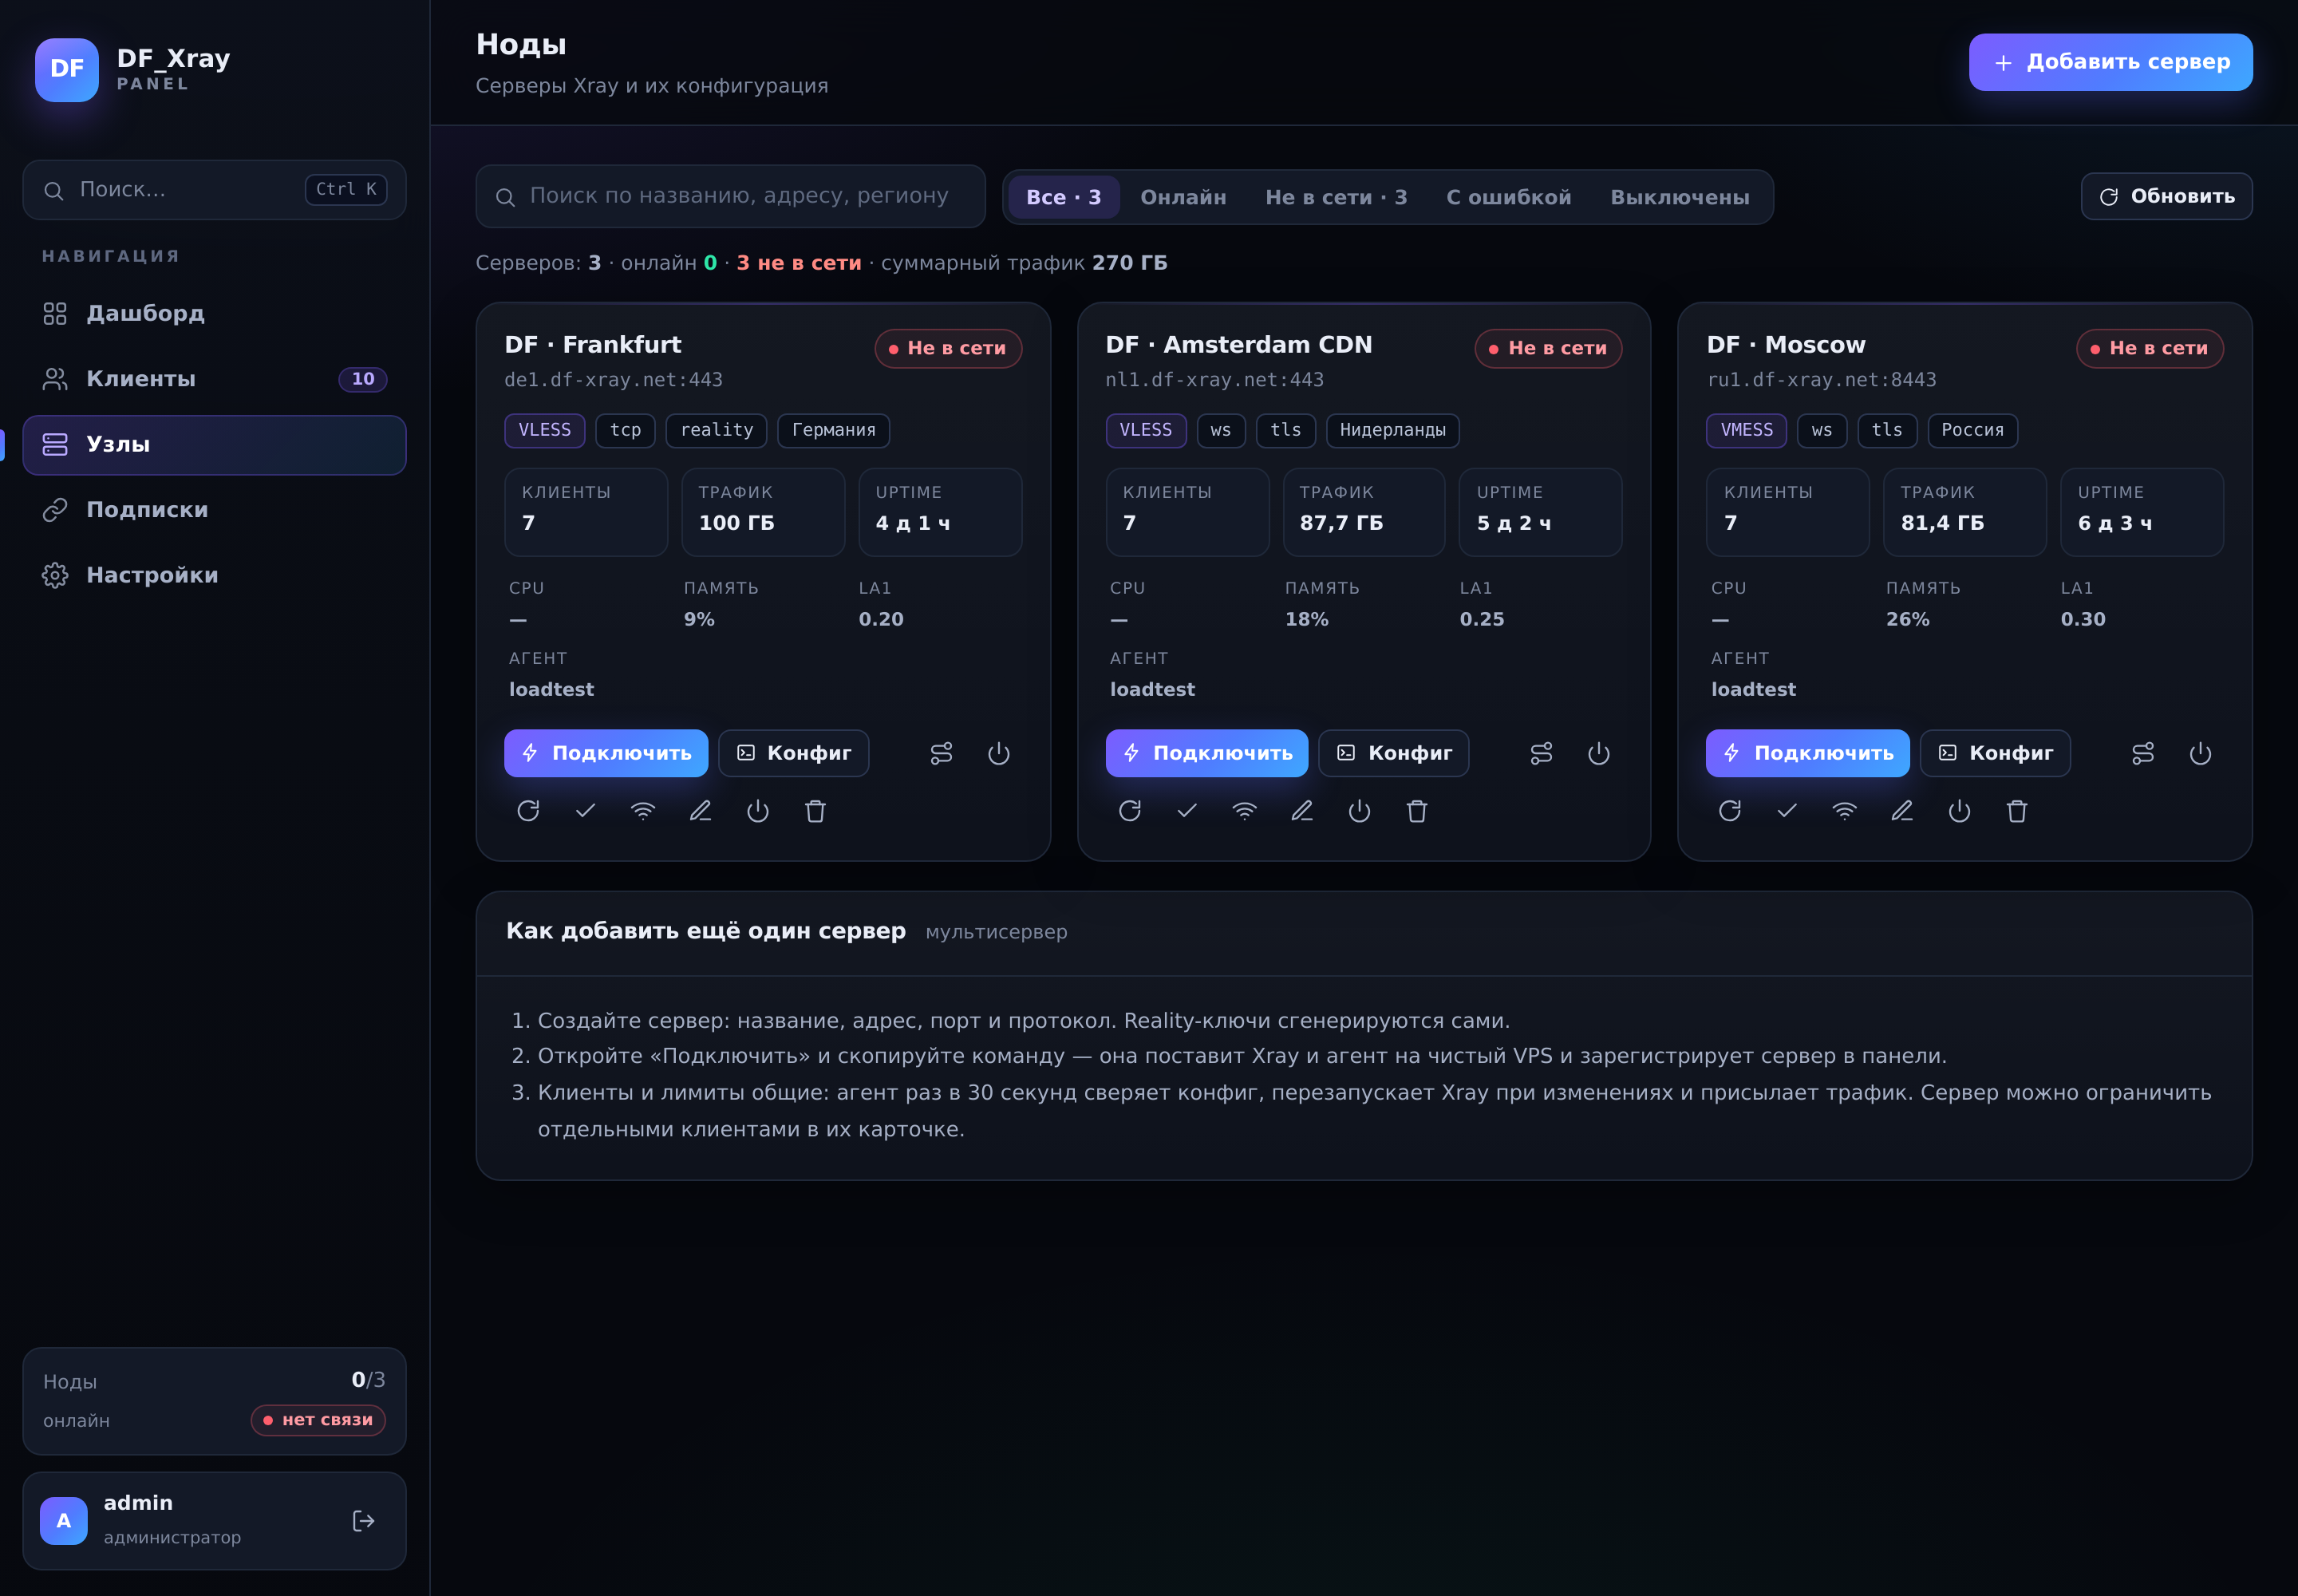 DF
DF_Xray
PANEL
Поиск...
Ctrl K
НАВИГАЦИЯ
Дашборд
Клиенты
10
Узлы
Подписки
Настройки
Ноды
0/3
онлайн
нет связи
A
admin
администратор
Ноды
Серверы Xray и их конфигурация
Добавить сервер
Поиск по названию, адресу, региону
Все · 3
Онлайн
Не в сети · 3
С ошибкой
Выключены
Обновить
Серверов: 3 · онлайн 0 · 3 не в сети · суммарный трафик 270 ГБ
DF · Frankfurt
Не в сети
de1.df-xray.net:443
VLESS
tcp
reality
Германия
КЛИЕНТЫ
7
ТРАФИК
100 ГБ
UPTIME
4 д 1 ч
CPU
—
ПАМЯТЬ
9%
LA1
0.20
АГЕНТ
loadtest
Подключить
Конфиг
DF · Amsterdam CDN
Не в сети
nl1.df-xray.net:443
VLESS
ws
tls
Нидерланды
КЛИЕНТЫ
7
ТРАФИК
87,7 ГБ
UPTIME
5 д 2 ч
CPU
—
ПАМЯТЬ
18%
LA1
0.25
АГЕНТ
loadtest
Подключить
Конфиг
DF · Moscow
Не в сети
ru1.df-xray.net:8443
VMESS
ws
tls
Россия
КЛИЕНТЫ
7
ТРАФИК
81,4 ГБ
UPTIME
6 д 3 ч
CPU
—
ПАМЯТЬ
26%
LA1
0.30
АГЕНТ
loadtest
Подключить
Конфиг
Как добавить ещё один сервер
мультисервер
1. Создайте сервер: название, адрес, порт и протокол. Reality-ключи сгенерируются сами.
2. Откройте «Подключить» и скопируйте команду — она поставит Xray и агент на чистый VPS и зарегистрирует сервер в панели.
3. Клиенты и лимиты общие: агент раз в 30 секунд сверяет конфиг, перезапускает Xray при изменениях и присылает трафик. Сервер можно ограничить
отдельными клиентами в их карточке.